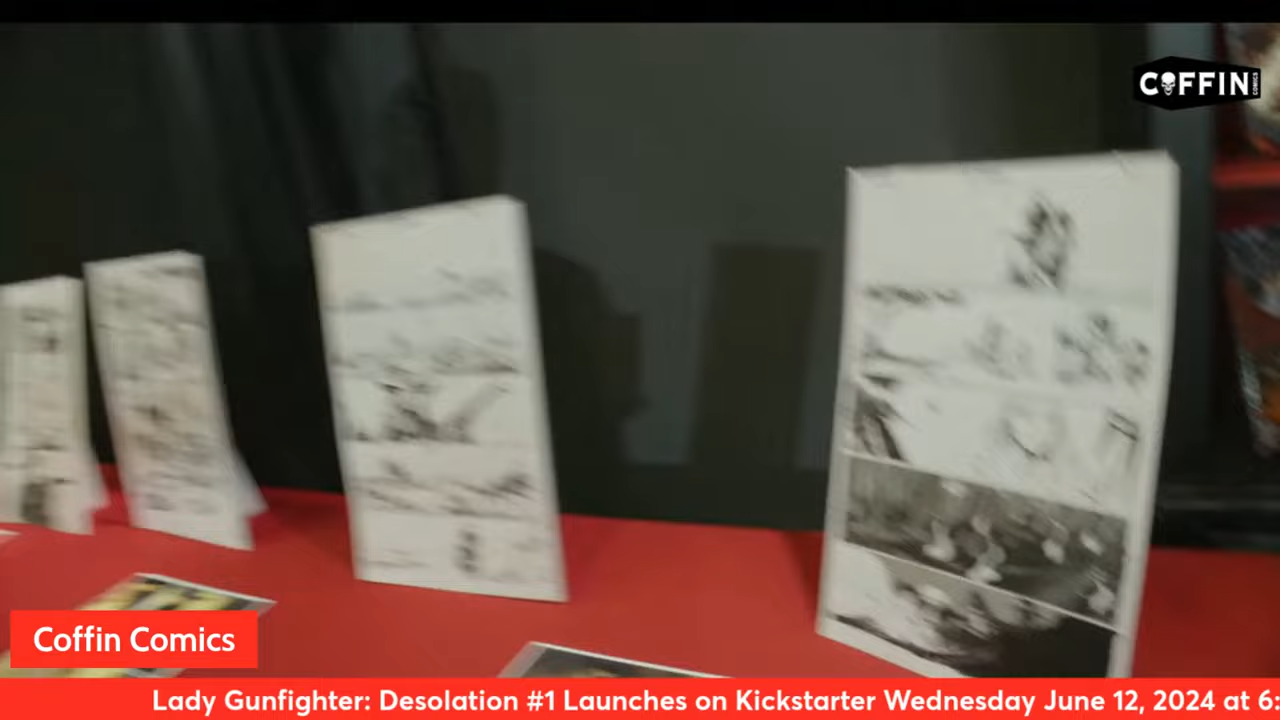 COFFIN
COMICS
Coffin Comics
Lady Gunfighter: Desolation #1 Launches on Kickstarter Wednesday June 12, 2024 at 6: